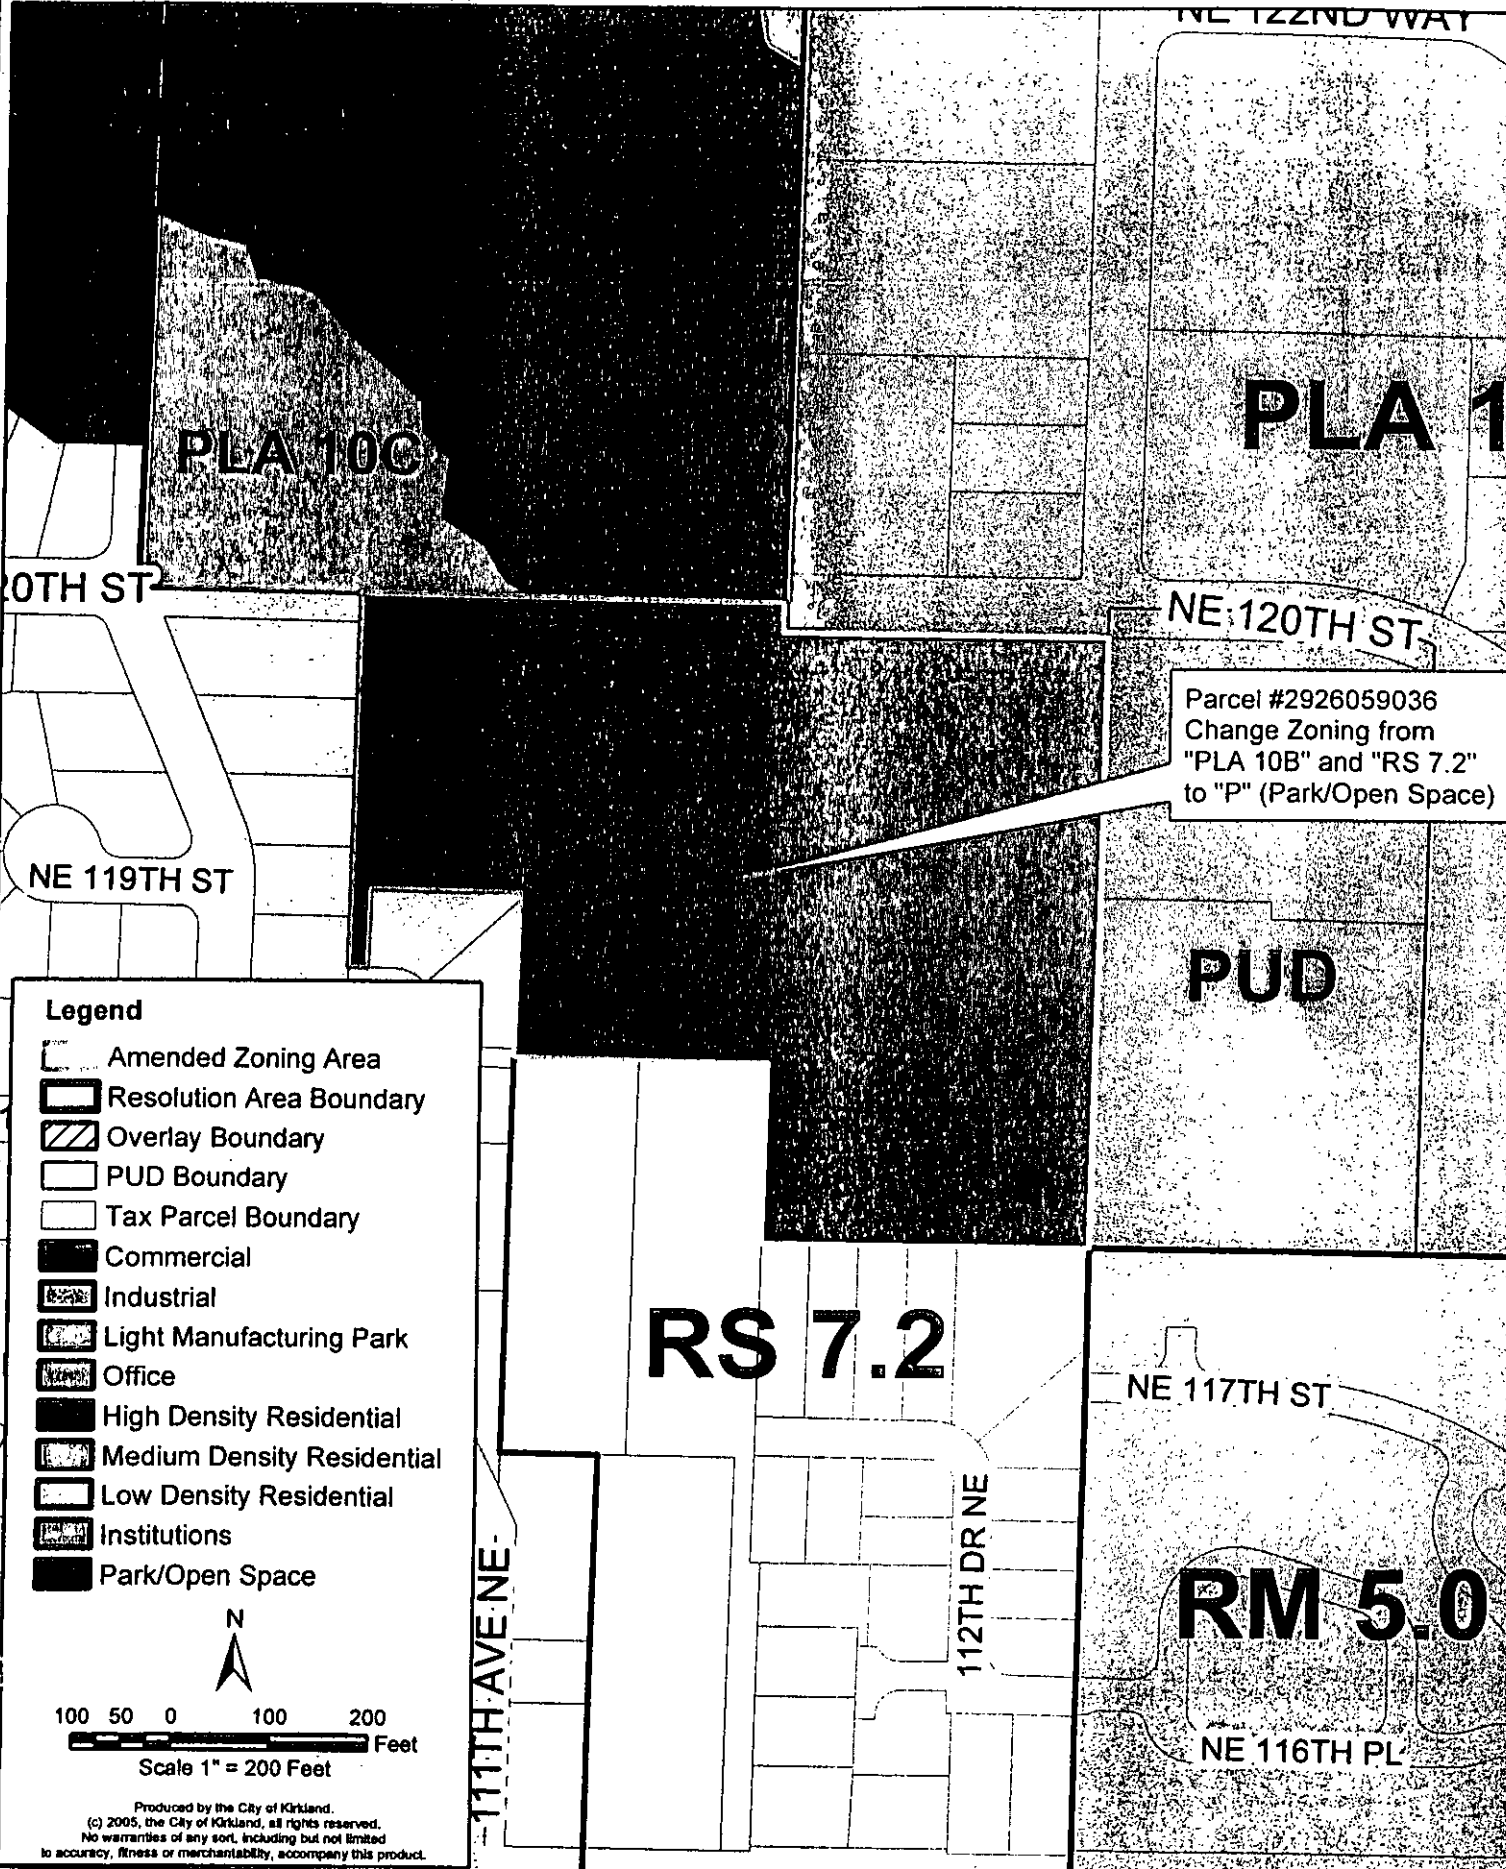 NE 122ND WAY
PLA 10C
PLA 1
0TH ST
NE 120TH ST
Parcel #2926059036
Change Zoning from
"PLA 10B" and "RS 7.2"
to "P" (Park/Open Space)
NE 119TH ST
PUD
Legend
Amended Zoning Area
Resolution Area Boundary
Overlay Boundary
PUD Boundary
Tax Parcel Boundary
Commercial
Industrial
Light Manufacturing Park
Office
High Density Residential
Medium Density Residential
Low Density Residential
Institutions
Park/Open Space
N
100 50 0 100 200
Feet
Scale 1" = 200 Feet
Produced by the City of Kirkland.
(c) 2005, the City of Kirkland, all rights reserved.
No warranties of any sort, including but not limited
to accuracy, fitness or merchantability, accompany this product.
RS 7.2
NE 117TH ST
111TH AVE NE
112TH DR NE
RM 5.0
NE 116TH PL